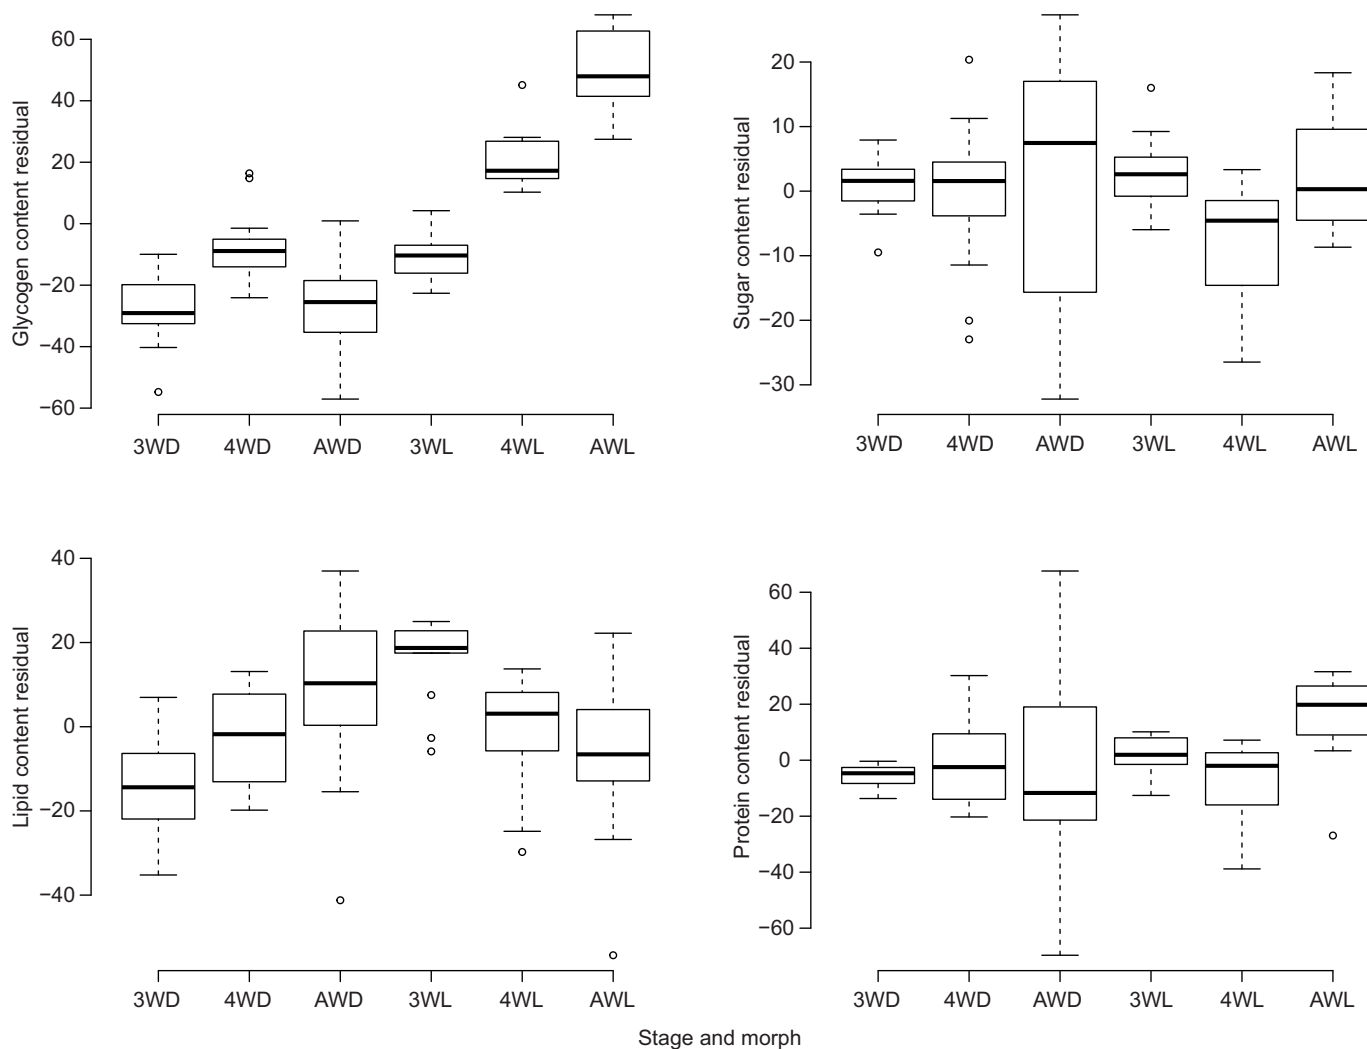 Glycogen content residual
60
40
20
0
−20
−40
−60
3WD 4WD AWD 3WL 4WL AWL
Sugar content residual
20
10
0
−10
−20
−30
3WD 4WD AWD 3WL 4WL AWL
Lipid content residual
40
20
0
−20
−40
3WD 4WD AWD 3WL 4WL AWL
Protein content residual
60
40
20
0
−20
−40
−60
3WD 4WD AWD 3WL 4WL AWL
Stage and morph